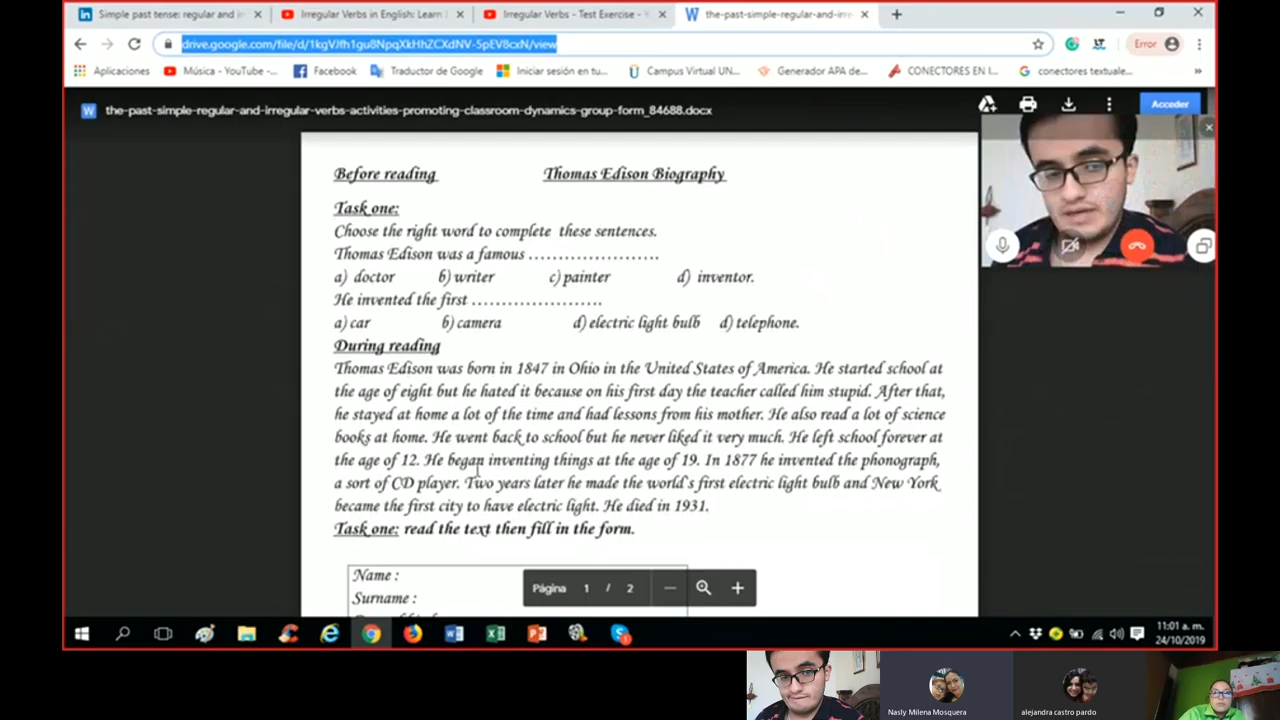 Simple past tense: regular and i
Irregular Verbs in English: Learn
Irregular Verbs - Test Exercise -
the-past-simple-regular-and-irre
drive.google.com/file/d/1kgVJfh1gu8NpqXkHhZCXdNV-5pEV8cxN/view
Error
Aplicaciones
Música - YouTube -...
Facebook
Traductor de Google
Iniciar sesión en tu...
Campus Virtual UN...
Generador APA de...
CONECTORES EN I...
conectores textuale...
the-past-simple-regular-and-irregular-verbs-activities-promoting-classroom-dynamics-group-form_84688.docx
Acceder
Before reading Thomas Edison Biography
Task one:
Choose the right word to complete these sentences.
Thomas Edison was a famous ......................
a) doctor b) writer c) painter d) inventor.
He invented the first ......................
a) car b) camera d) electric light bulb d) telephone.
During reading
Thomas Edison was born in 1847 in Ohio in the United States of America. He started school at
the age of eight but he hated it because on his first day the teacher called him stupid. After that,
he stayed at home a lot of the time and had lessons from his mother. He also read a lot of science
books at home. He went back to school but he never liked it very much. He left school forever at
the age of 12. He began inventing things at the age of 19. In 1877 he invented the phonograph,
a sort of CD player. Two years later he made the world's first electric light bulb and New York
became the first city to have electric light. He died in 1931.
Task one: read the text then fill in the form.
Name :
Surname :
Página 1 / 2
11:01 a. m.
24/10/2019
Nasly Milena Mosquera
alejandra castro pardo